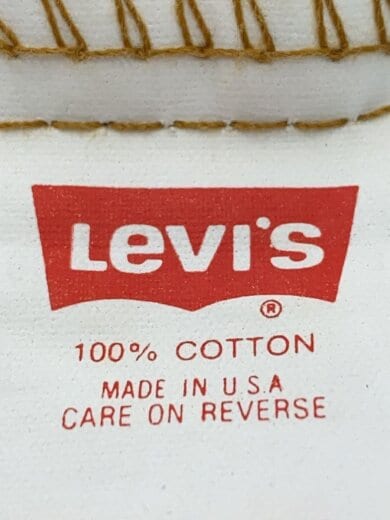 LEVI'S
®
100% COTTON
MADE IN U.S.A
CARE ON REVERSE